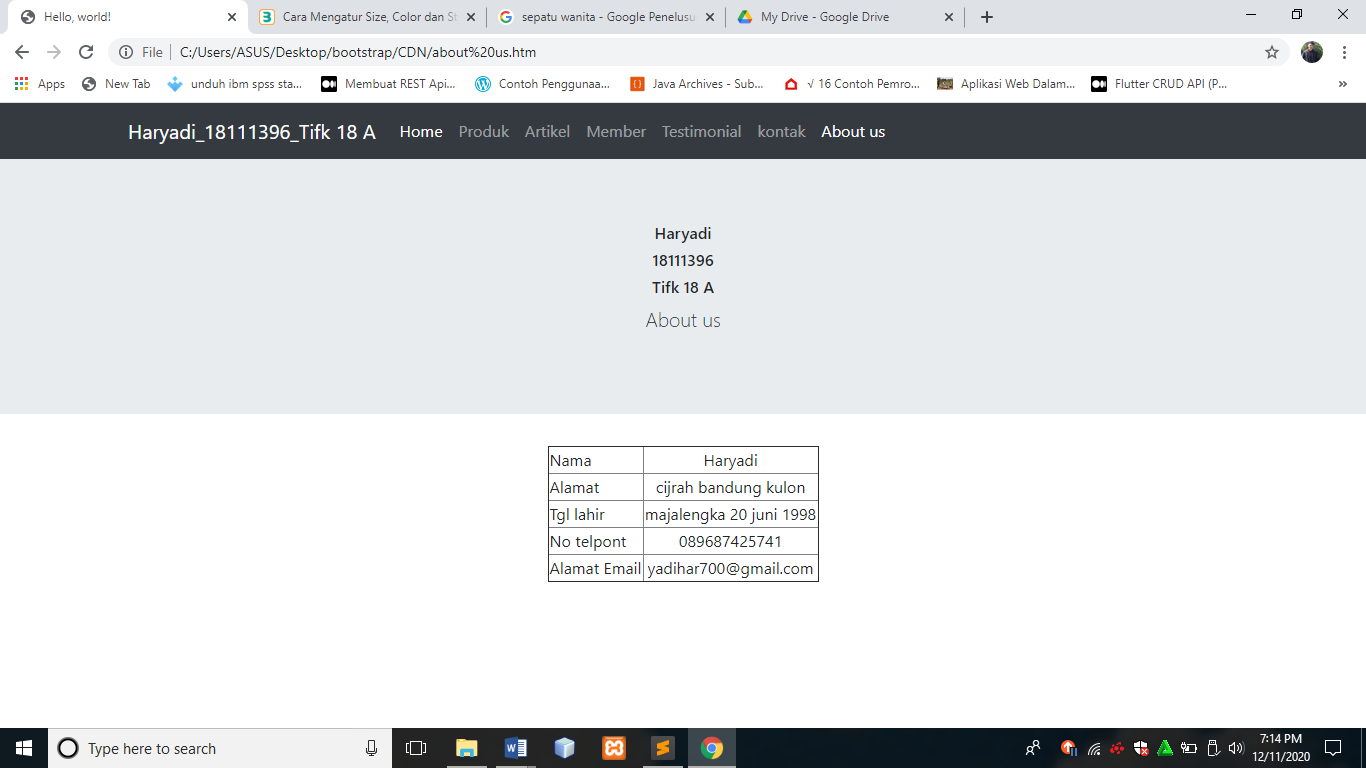 Hello, world!
Cara Mengatur Size, Color dan St
sepatu wanita - Google Penelusu
My Drive - Google Drive
File
C:/Users/ASUS/Desktop/bootstrap/CDN/about%20us.htm
Apps
New Tab
unduh ibm spss sta...
Membuat REST Api...
Contoh Penggunaa...
Java Archives - Sub...
√ 16 Contoh Pemro...
Aplikasi Web Dalam...
Flutter CRUD API (P...
»
Haryadi_18111396_Tifk 18 A Home Produk Artikel Member Testimonial kontak About us
Haryadi
18111396
Tifk 18 A
About us
Nama Haryadi
Alamat cijrah bandung kulon
Tgl lahir majalengka 20 juni 1998
No telpont 089687425741
Alamat Email yadihar700@gmail.com
Type here to search
7:14 PM
12/11/2020